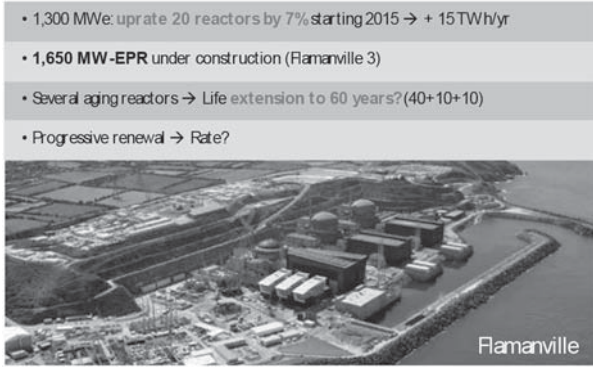 • 1,300 MWe: uprate 20 reactors by 7% starting 2015 → + 15 TWh/yr
• 1,650 MW-EPR under construction (Flamanville 3)
• Several aging reactors → Life extension to 60 years? (40+10+10)
• Progressive renewal → Rate?
Flamanville